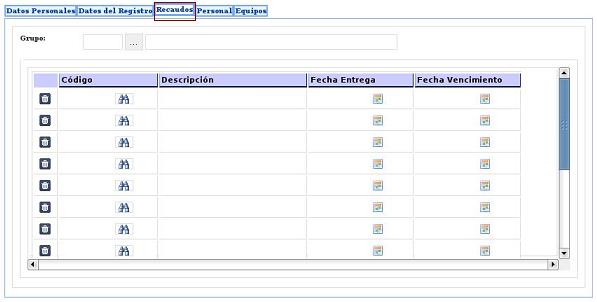 Datos Personales Datos del Registro Recaudos Personal Equipos
Grupo:
...
Código Descripción Fecha Entrega Fecha Vencimiento